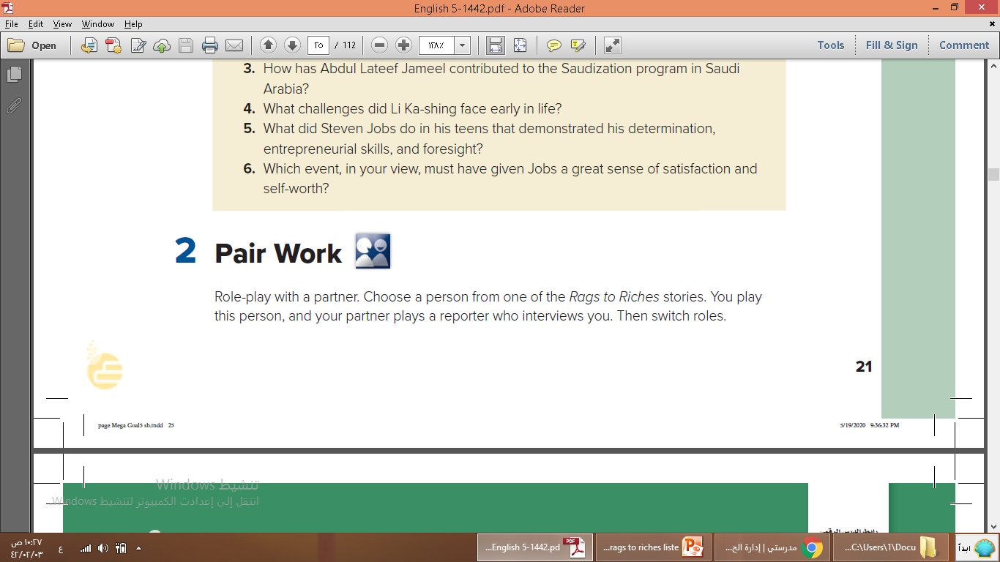 English 5-1442.pdf - Adobe Reader
File Edit View Window Help
Open
٢٥ / 112
١٣٨٪
Tools Fill & Sign Comment
3. How has Abdul Lateef Jameel contributed to the Saudization program in Saudi
Arabia?
4. What challenges did Li Ka-shing face early in life?
5. What did Steven Jobs do in his teens that demonstrated his determination,
entrepreneurial skills, and foresight?
6. Which event, in your view, must have given Jobs a great sense of satisfaction and
self-worth?
2 Pair Work
Role-play with a partner. Choose a person from one of the Rags to Riches stories. You play
this person, and your partner plays a reporter who interviews you. Then switch roles.
21
page Mega Goal5 sb.indd 25
5/19/2020 9:36:32 PM
تنشيط Windows
انتقل إلى إعدادت الكمبيوتر لتنشيط Windows
رابط الدرس الرقمي
١٠:٢٧ ص
٤٢/٠٢/٠٣
ع
...English 5-1442.pd
PDF
...rags to riches liste
مدرستي | إدارة الح...
...C:\Users\1\Docu
ابدأ